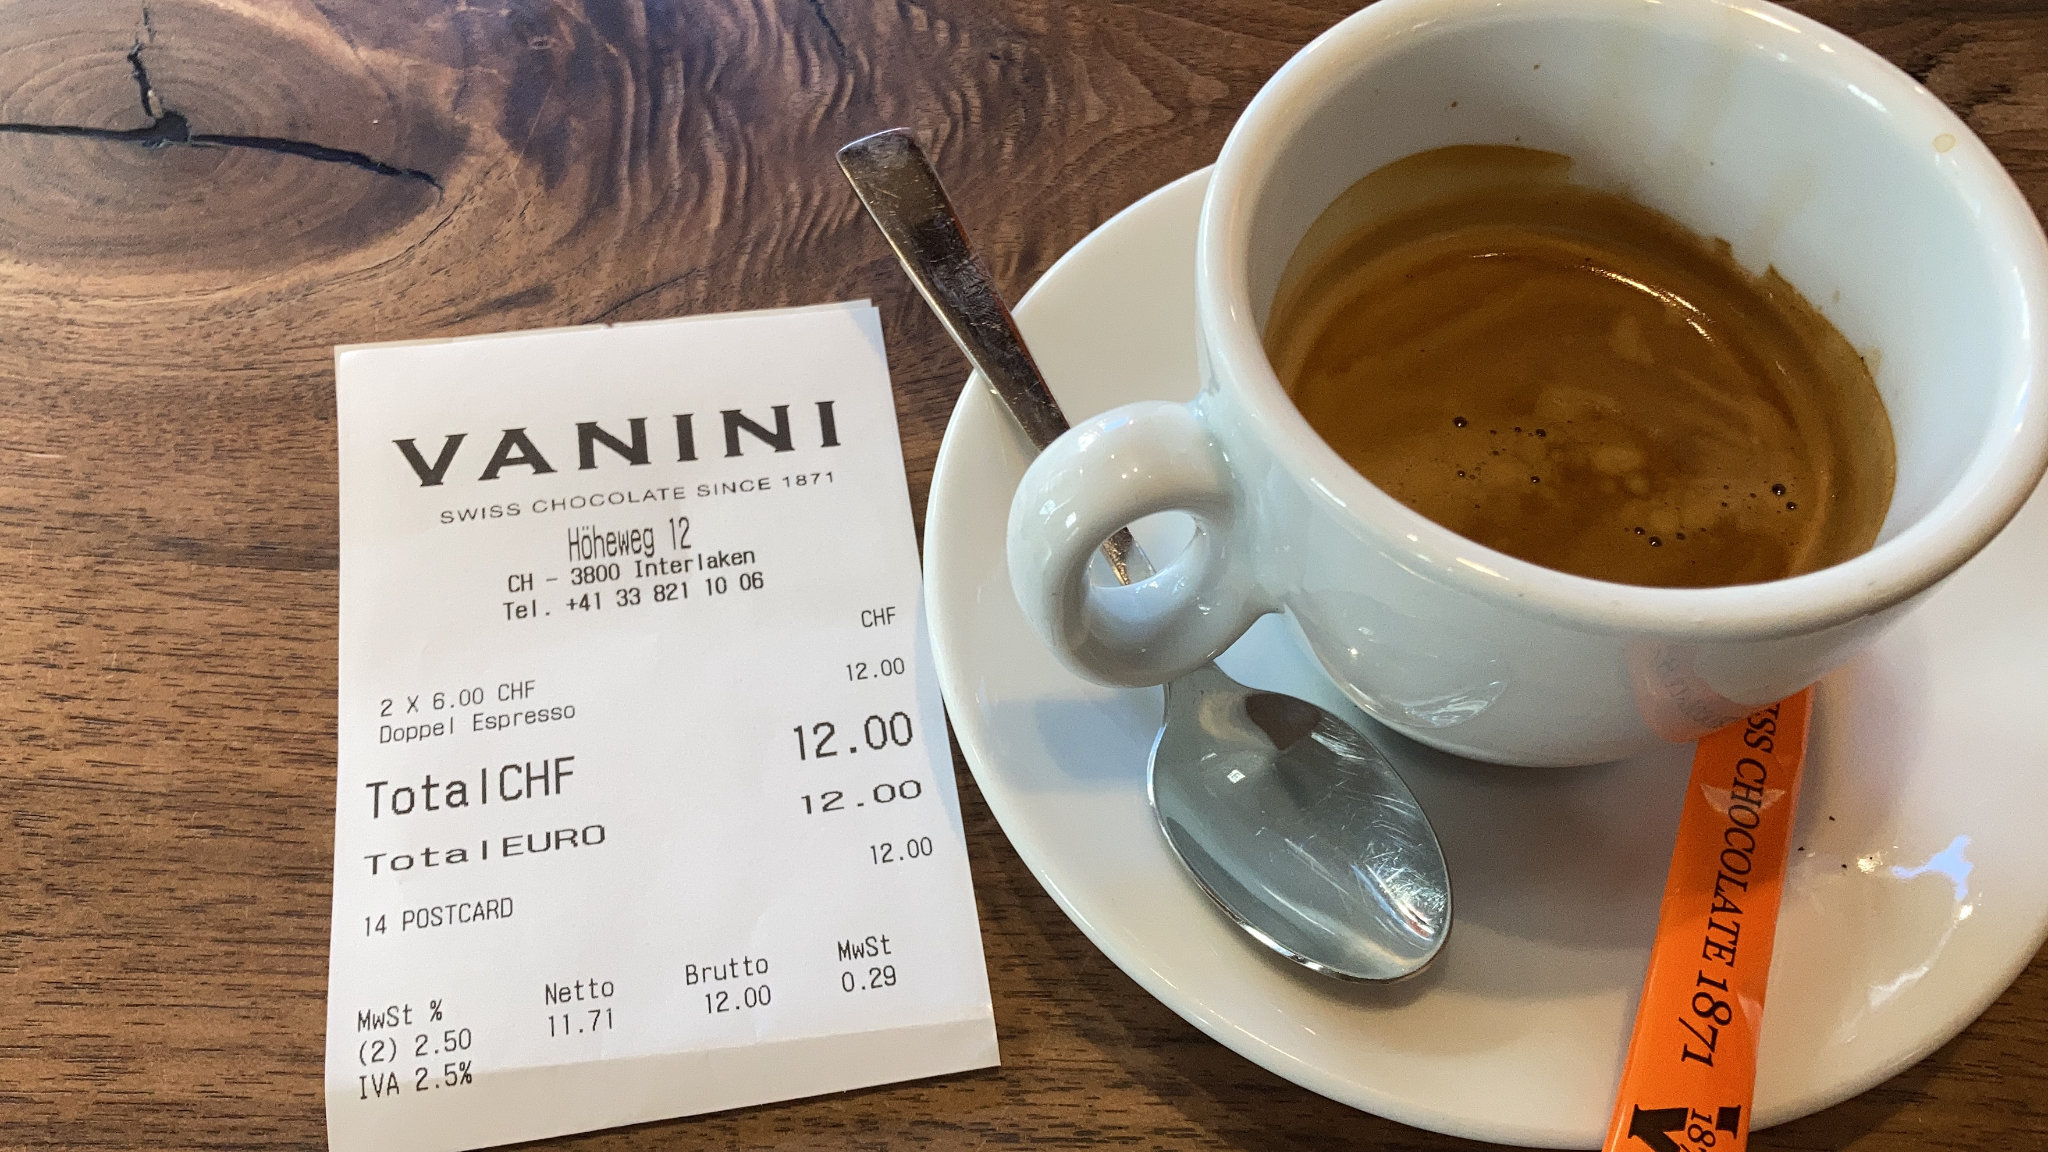 VANINI
SWISS CHOCOLATE SINCE 1871
Höheweg 12
CH - 3800 Interlaken
Tel. +41 33 821 10 06
CHF
2 X 6.00 CHF 12.00
Doppel Espresso
TotalCHF 12.00
TotalEURO 12.00
14 POSTCARD 12.00
MwSt % Netto Brutto MwSt
(2) 2.50 11.71 12.00 0.29
IVA 2.5%
CHOCOLATE 1871